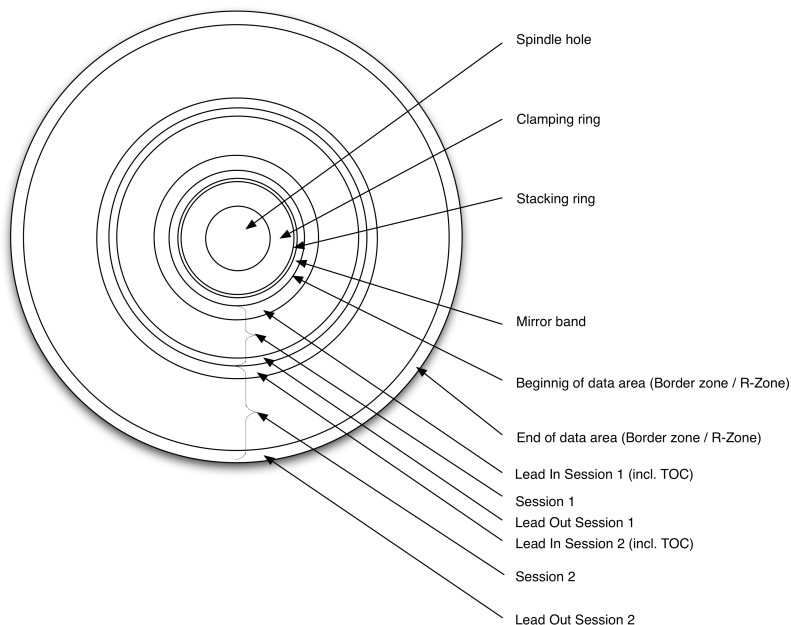 Spindle hole
Clamping ring
Stacking ring
Mirror band
Beginnig of data area (Border zone / R-Zone)
End of data area (Border zone / R-Zone)
Lead In Session 1 (incl. TOC)
Session 1
Lead Out Session 1
Lead In Session 2 (incl. TOC)
Session 2
Lead Out Session 2